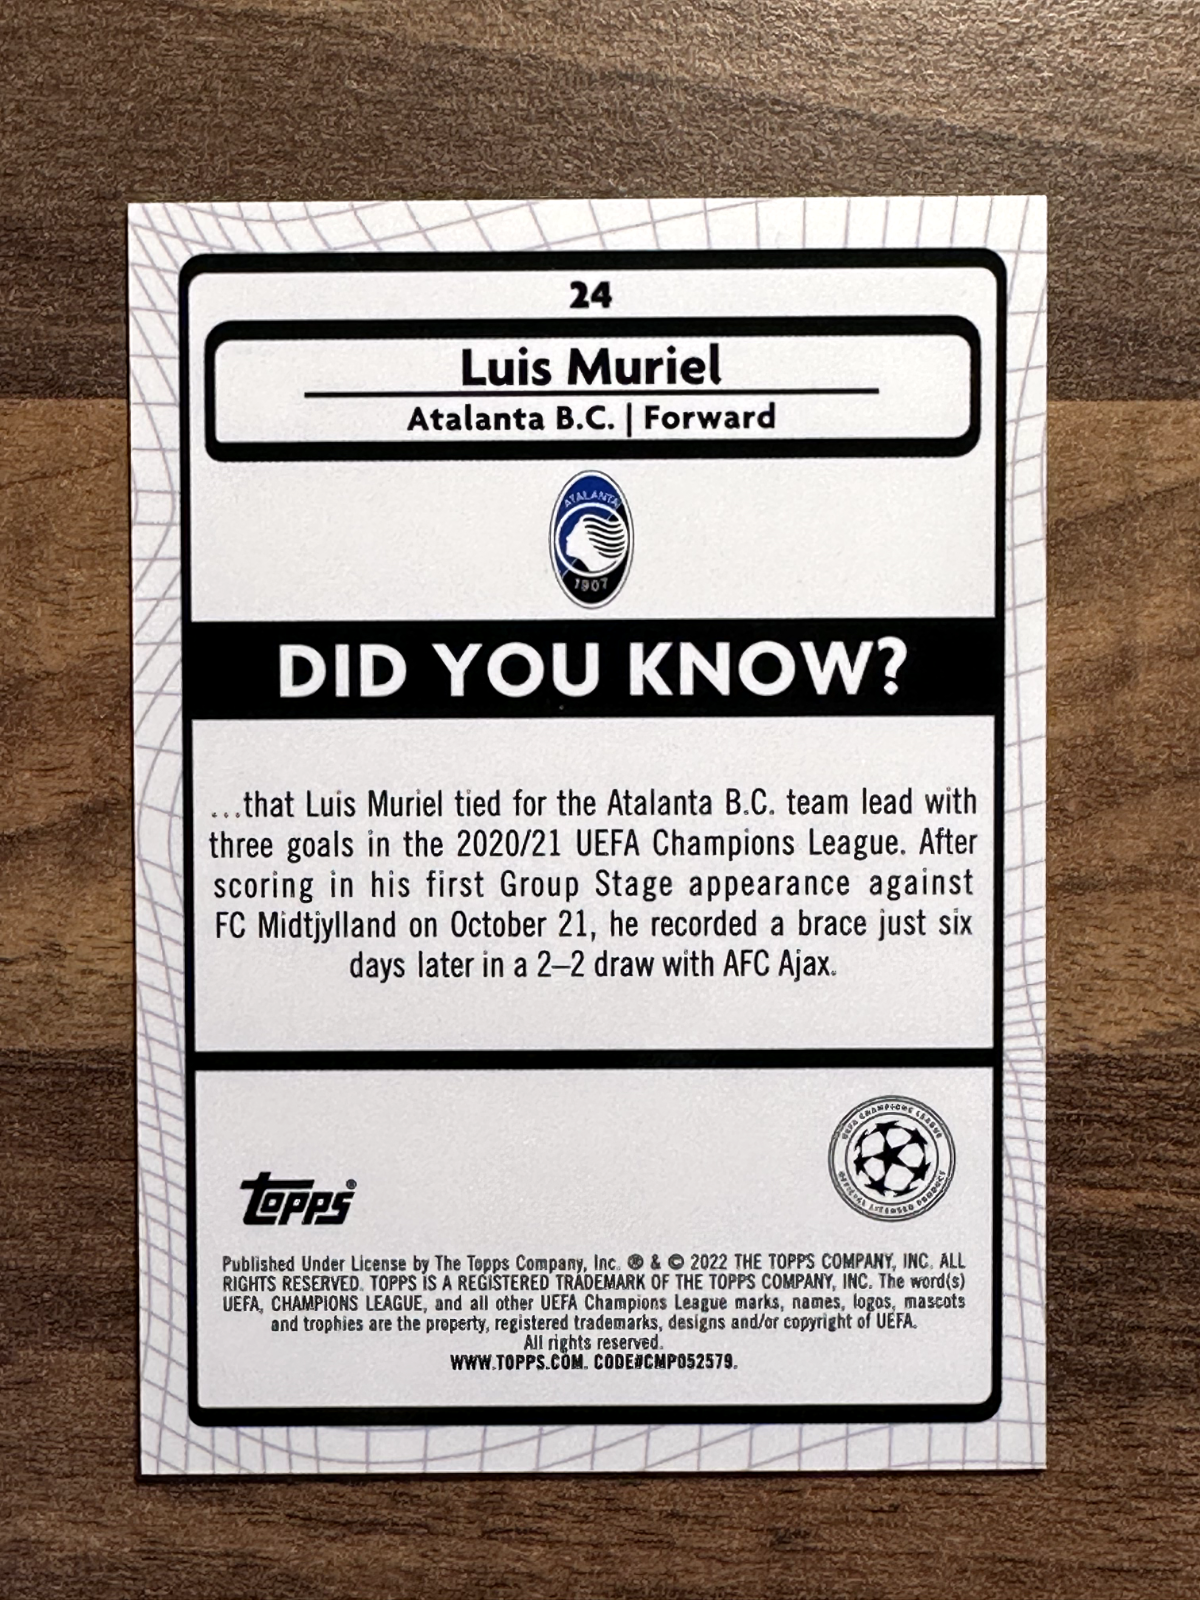 24
Luis Muriel
Atalanta B.C. | Forward
ATALANTA
1907
DID YOU KNOW?
...that Luis Muriel tied for the Atalanta B.C. team lead with
three goals in the 2020/21 UEFA Champions League. After
scoring in his first Group Stage appearance against
FC Midtjylland on October 21, he recorded a brace just six
days later in a 2–2 draw with AFC Ajax.
UEFA CHAMPIONS LEAGUE
OFFICIAL LICENSED PRODUCT
topps®
Published Under License by The Topps Company, Inc. ® & © 2022 THE TOPPS COMPANY, INC. ALL
RIGHTS RESERVED. TOPPS IS A REGISTERED TRADEMARK OF THE TOPPS COMPANY, INC. The word(s)
UEFA, CHAMPIONS LEAGUE, and all other UEFA Champions League marks, names, logos, mascots
and trophies are the property, registered trademarks, designs and/or copyright of UEFA.
All rights reserved.
WWW.TOPPS.COM. CODE#CMP052579.